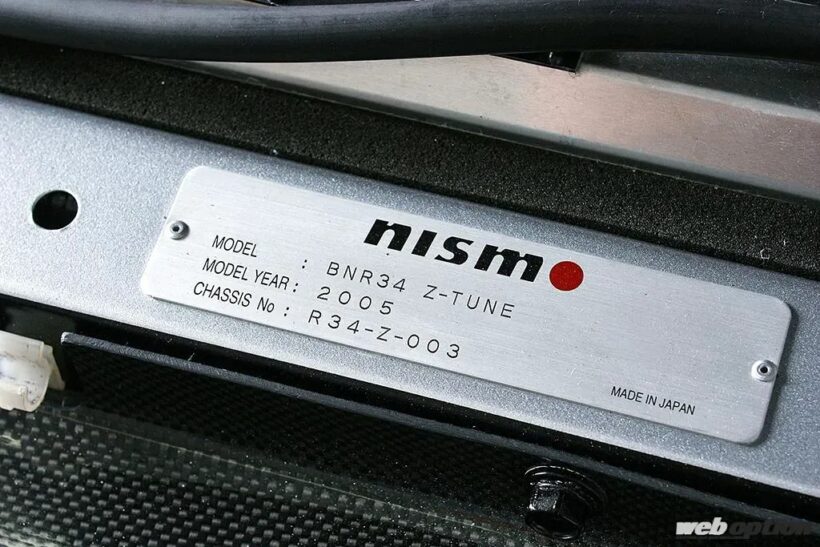 nismo
MODEL : BNR34 Z-TUNE
MODEL YEAR : 2005
CHASSIS No : R34-Z-003
MADE IN JAPAN
web option